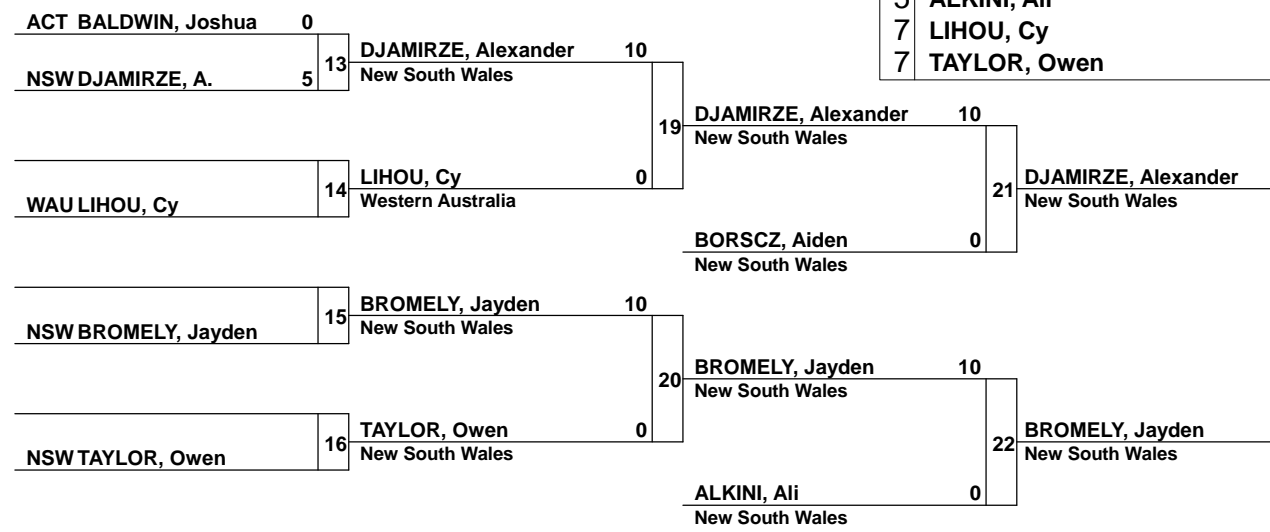 5 ALKINI, Ali
7 LIHOU, Cy
7 TAYLOR, Owen
ACT BALDWIN, Joshua 0
NSW DJAMIRZE, A. 5
13
DJAMIRZE, Alexander 10
New South Wales
WAU LIHOU, Cy
14
LIHOU, Cy 0
Western Australia
19
DJAMIRZE, Alexander 10
New South Wales
BORSCZ, Aiden 0
New South Wales
21
DJAMIRZE, Alexander
New South Wales
NSW BROMELY, Jayden
15
BROMELY, Jayden 10
New South Wales
NSW TAYLOR, Owen
16
TAYLOR, Owen 0
New South Wales
20
BROMELY, Jayden 10
New South Wales
ALKINI, Ali 0
New South Wales
22
BROMELY, Jayden
New South Wales